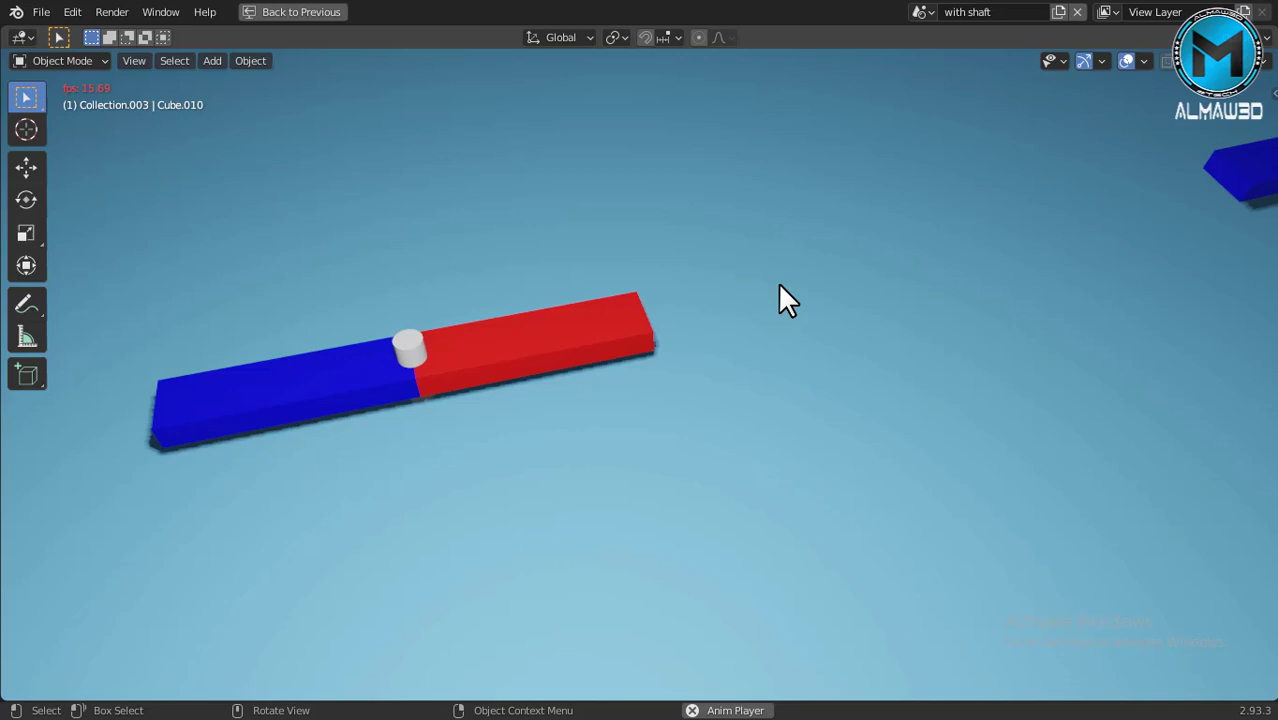 File Edit Render Window Help Back to Previous with shaft View Layer
Global
Object Mode View Select Add Object
fps: 15.69
(1) Collection.003 | Cube.010
M
ALMAW3D
Select Box Select Rotate View Object Context Menu Anim Player 2.93.3